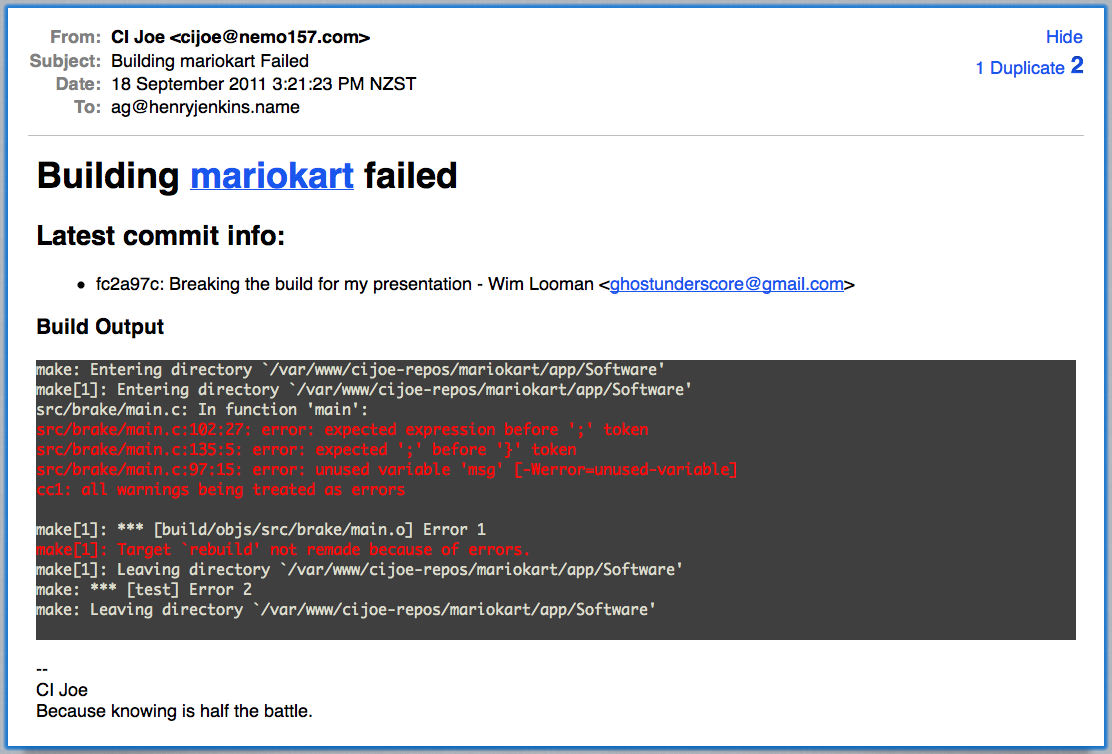 From: CI Joe <cijoe@nemo157.com>
Hide
Subject: Building mariokart Failed
1 Duplicate 2
Date: 18 September 2011 3:21:23 PM NZST
To: ag@henryjenkins.name
Building mariokart failed
Latest commit info:
• fc2a97c: Breaking the build for my presentation - Wim Looman <ghostunderscore@gmail.com>
Build Output
make: Entering directory `/var/www/cijoe-repos/mariokart/app/Software'
make[1]: Entering directory `/var/www/cijoe-repos/mariokart/app/Software'
src/brake/main.c: In function 'main':
src/brake/main.c:102:27: error: expected expression before ';' token
src/brake/main.c:135:5: error: expected ';' before '}' token
src/brake/main.c:97:15: error: unused variable 'msg' [-Werror=unused-variable]
cc1: all warnings being treated as errors
make[1]: *** [build/objs/src/brake/main.o] Error 1
make[1]: Target `rebuild' not remade because of errors.
make[1]: Leaving directory `/var/www/cijoe-repos/mariokart/app/Software'
make: *** [test] Error 2
make: Leaving directory `/var/www/cijoe-repos/mariokart/app/Software'
--
CI Joe
Because knowing is half the battle.